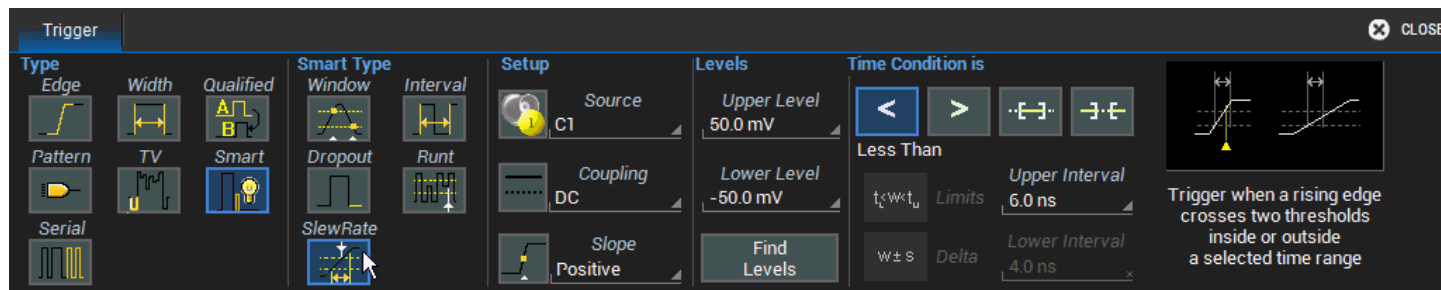 Trigger
CLOSE
Type
Edge Width Qualified
A
B
Pattern TV Smart
Serial
Smart Type
Window Interval
Dropout Runt
SlewRate
Setup
Source
C1
Coupling
DC
Slope
Positive
Levels
Upper Level
50.0 mV
Lower Level
-50.0 mV
Find
Levels
Time Condition is
< >
Less Than
tl<w<tu Limits
Upper Interval
6.0 ns
w± s Delta
Lower Interval
4.0 ns
Trigger when a rising edge
crosses two thresholds
inside or outside
a selected time range